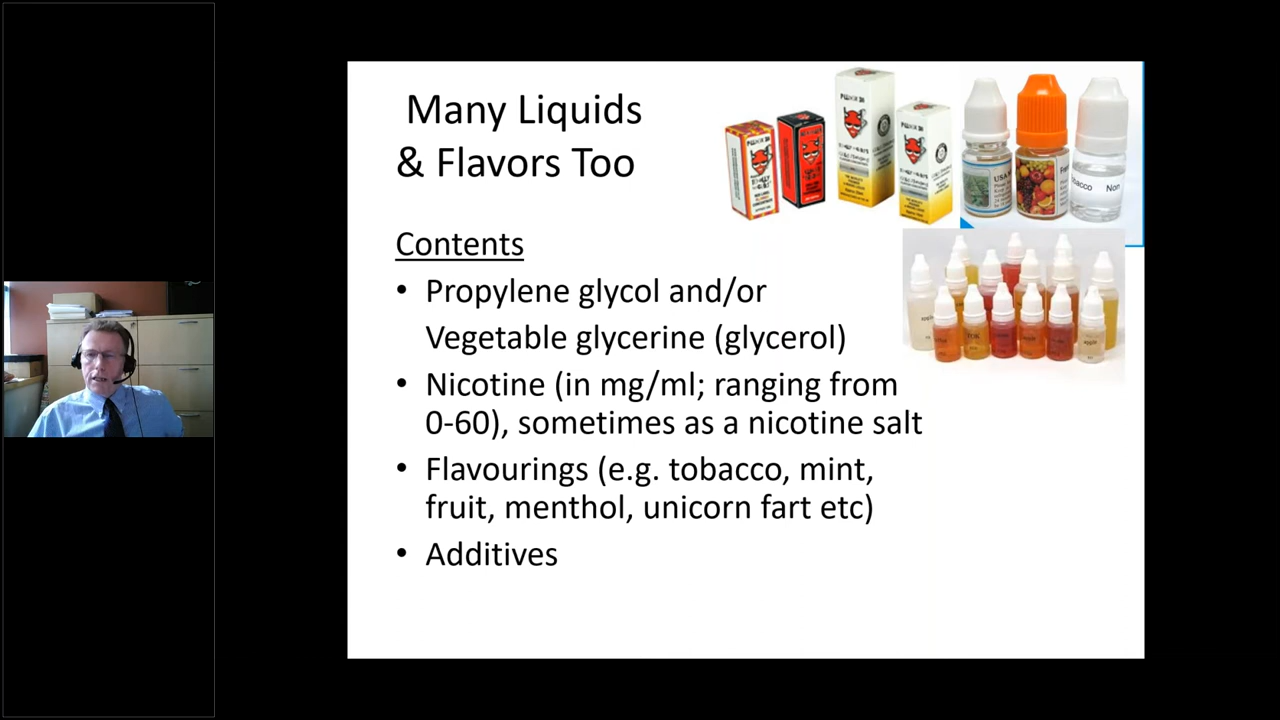 Many Liquids
& Flavors Too
Contents
• Propylene glycol and/or
Vegetable glycerine (glycerol)
• Nicotine (in mg/ml; ranging from
0-60), sometimes as a nicotine salt
• Flavourings (e.g. tobacco, mint,
fruit, menthol, unicorn fart etc)
• Additives